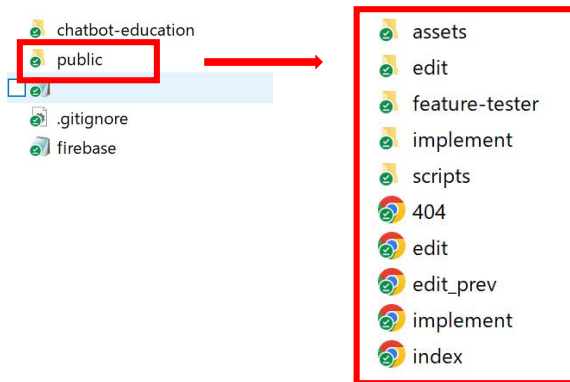 chatbot-education
public
.gitignore
firebase
assets
edit
feature-tester
implement
scripts
404
edit
edit_prev
implement
index